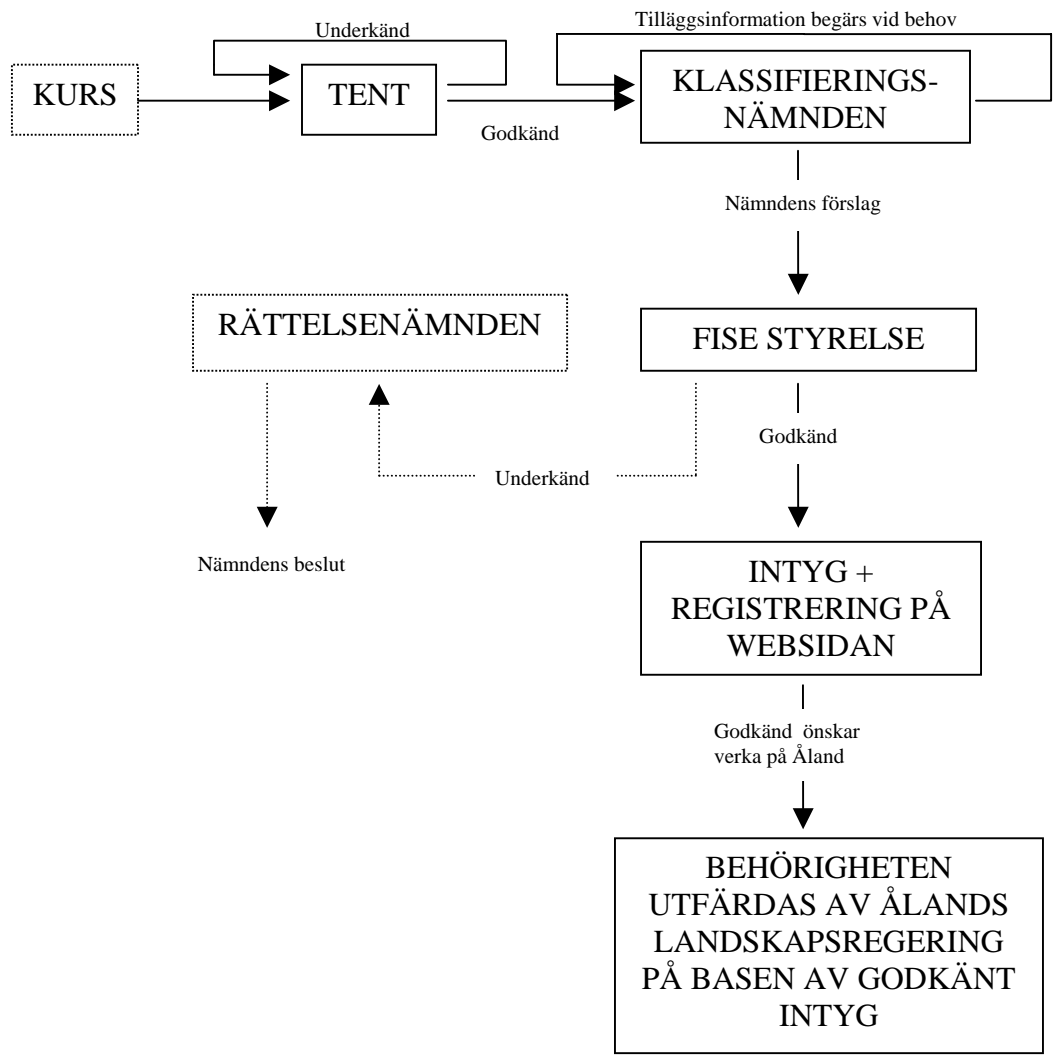 Tilläggsinformation begärs vid behov
Underkänd
KURS
TENT
KLASSIFIERINGS-
NÄMNDEN
Godkänd
Nämndens förslag
RÄTTELSENÄMNDEN
FISE STYRELSE
Godkänd
Underkänd
Nämndens beslut
INTYG +
REGISTRERING PÅ
WEBSIDAN
Godkänd önskar
verka på Åland
BEHÖRIGHETEN
UTFÄRDAS AV ÅLANDS
LANDSKAPSREGERING
PÅ BASEN AV GODKÄNT
INTYG